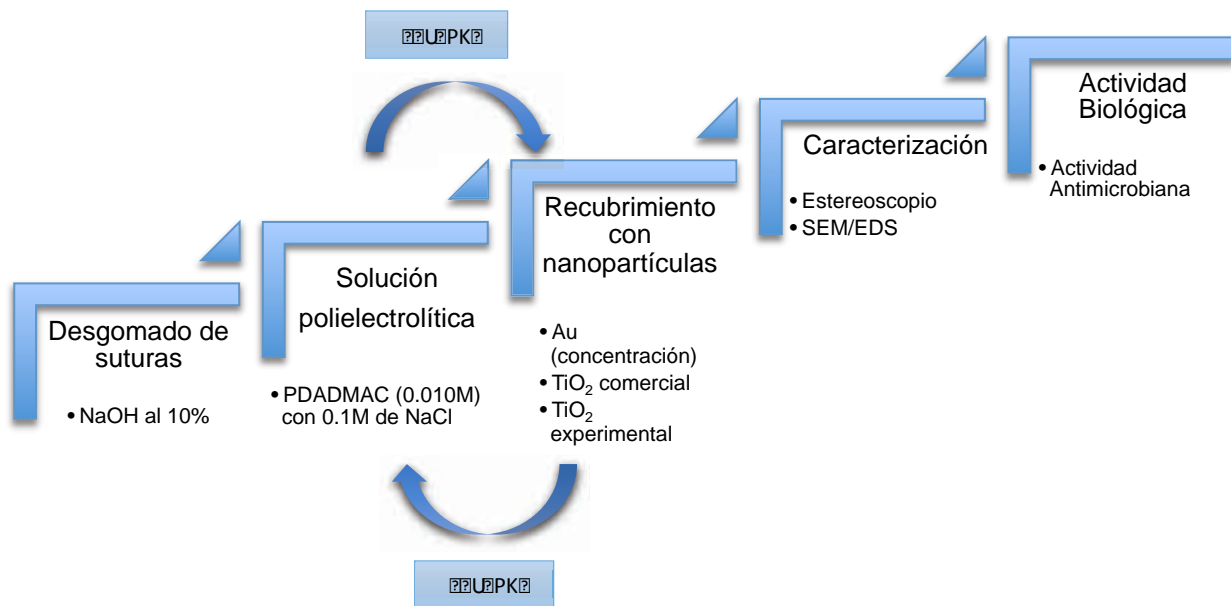 Desgomado de
suturas
• NaOH al 10%
Solución
polielectrolítica
• PDADMAC (0.010M)
con 0.1M de NaCl
Recubrimiento
con
nanopartículas
• Au
(concentración)
• TiO₂ comercial
• TiO₂
experimental
Caracterización
• Estereoscopio
• SEM/EDS
Actividad
Biológica
• Actividad
Antimicrobiana